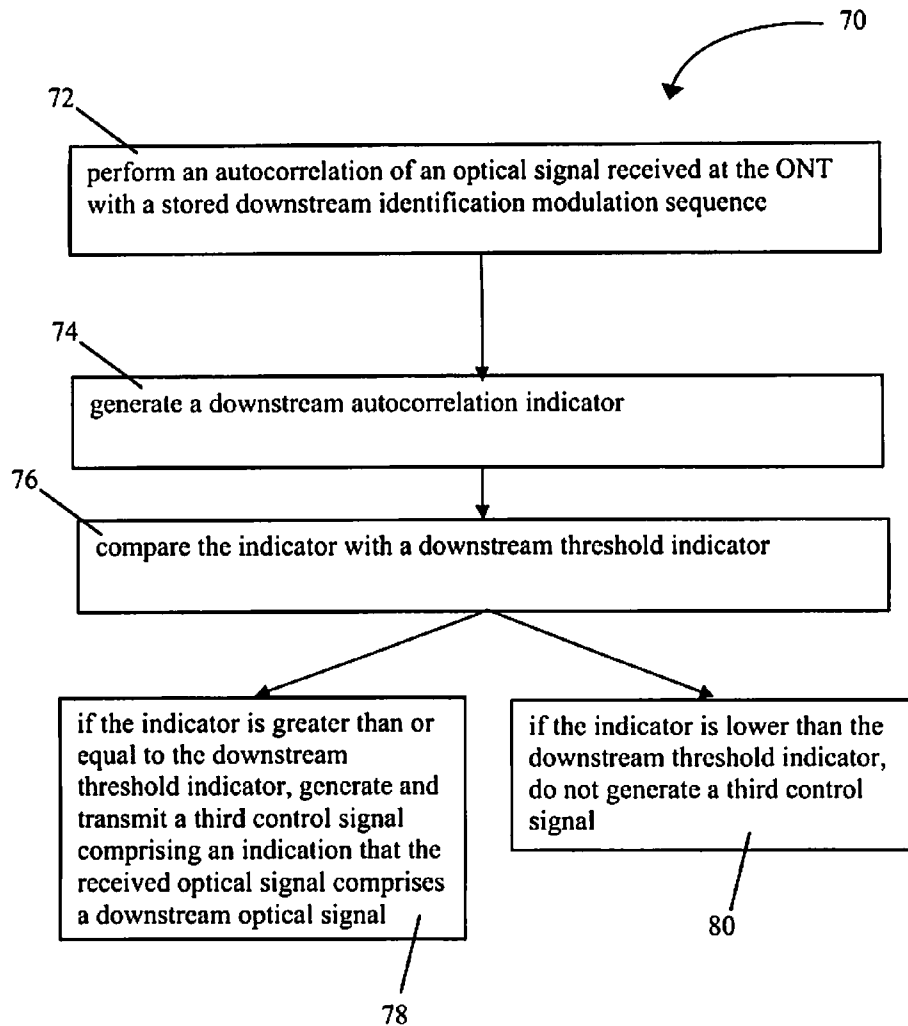 70
72
perform an autocorrelation of an optical signal received at the ONT
with a stored downstream identification modulation sequence
74
generate a downstream autocorrelation indicator
76
compare the indicator with a downstream threshold indicator
if the indicator is greater than or
equal to the downstream
threshold indicator, generate and
transmit a third control signal
comprising an indication that the
received optical signal comprises
a downstream optical signal
78
if the indicator is lower than the
downstream threshold indicator,
do not generate a third control
signal
80